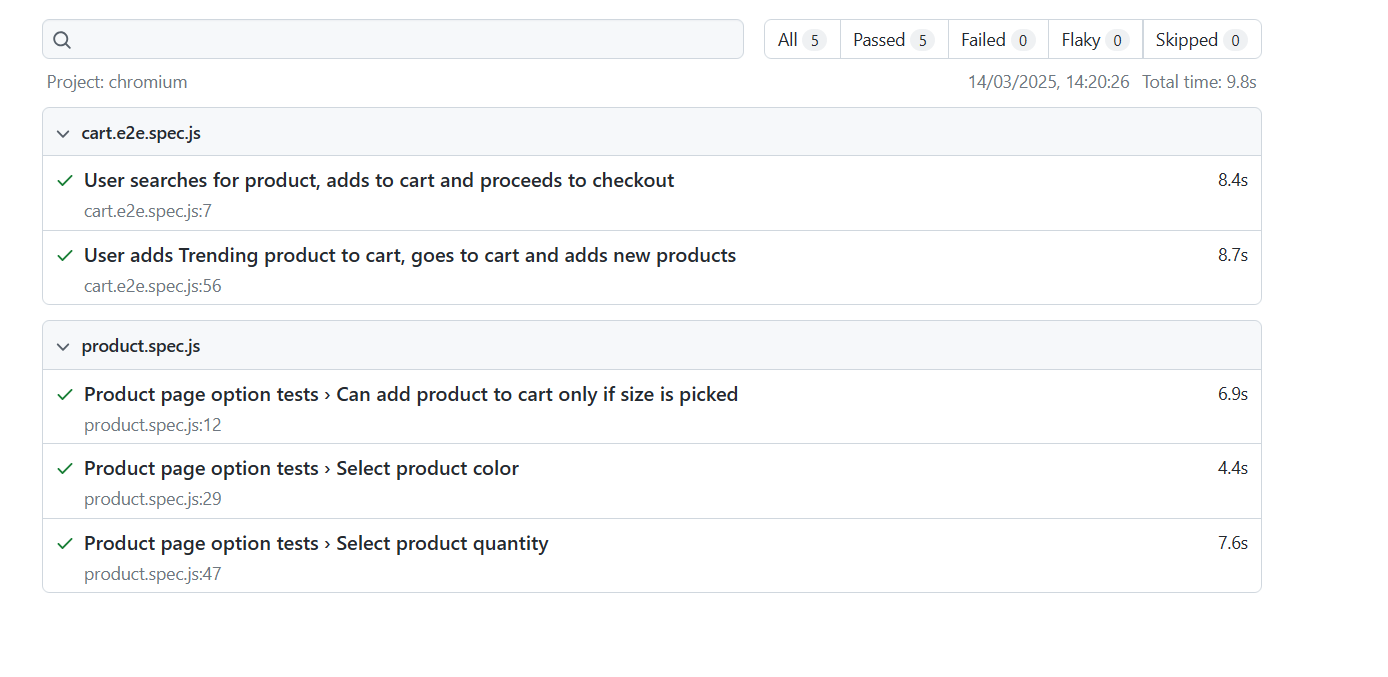 All 5 Passed 5 Failed 0 Flaky 0 Skipped 0
Project: chromium 14/03/2025, 14:20:26 Total time: 9.8s
cart.e2e.spec.js
User searches for product, adds to cart and proceeds to checkout 8.4s
cart.e2e.spec.js:7
User adds Trending product to cart, goes to cart and adds new products 8.7s
cart.e2e.spec.js:56
product.spec.js
Product page option tests › Can add product to cart only if size is picked 6.9s
product.spec.js:12
Product page option tests › Select product color 4.4s
product.spec.js:29
Product page option tests › Select product quantity 7.6s
product.spec.js:47